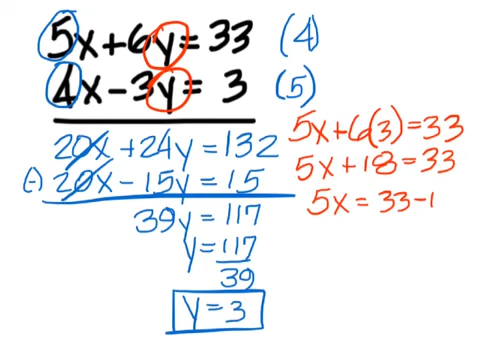 5x+6y=33 (4)
4x-3y= 3 (5)
20x+24y=132
(-) 20x-15y=15
39y=117
y=117
39
y=3
5x+6(3)=33
5x+18=33
5x=33-1